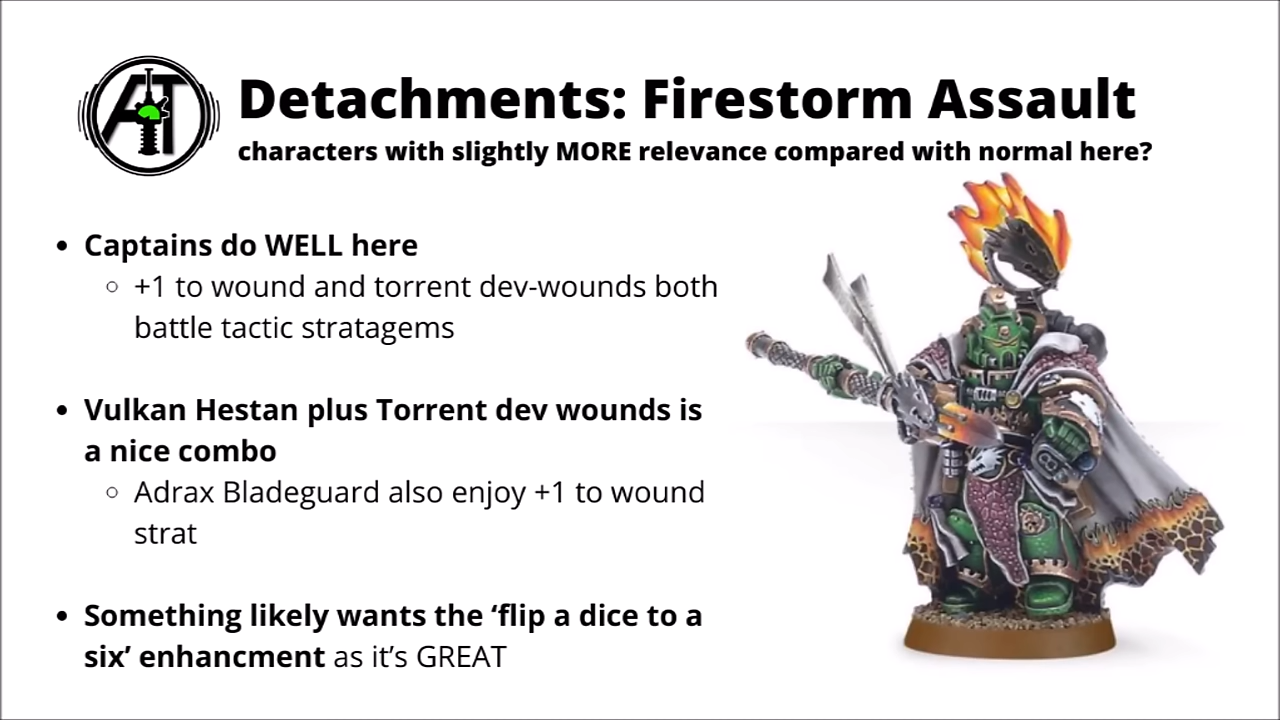 AT
Detachments: Firestorm Assault
characters with slightly MORE relevance compared with normal here?
• Captains do WELL here
○ +1 to wound and torrent dev-wounds both
battle tactic stratagems
• Vulkan Hestan plus Torrent dev wounds is
a nice combo
○ Adrax Bladeguard also enjoy +1 to wound
strat
• Something likely wants the ‘flip a dice to a
six’ enhancment as it’s GREAT